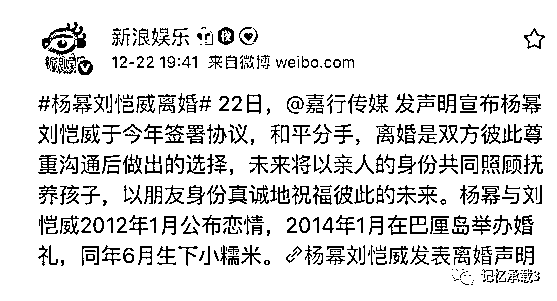 新浪娱乐
12-22 19:41 来自微博 weibo.com
#杨幂刘恺威离婚# 22日，@嘉行传媒 发声明宣布杨幂
刘恺威于今年签署协议，和平分手，离婚是双方彼此尊
重沟通后做出的选择，未来将以亲人的身份共同照顾抚
养孩子，以朋友身份真诚地祝福彼此的未来。杨幂与刘
恺威2012年1月公布恋情，2014年1月在巴厘岛举办婚
礼，同年6月生下小糯米。杨幂刘恺威发表离婚声明
记忆承载3